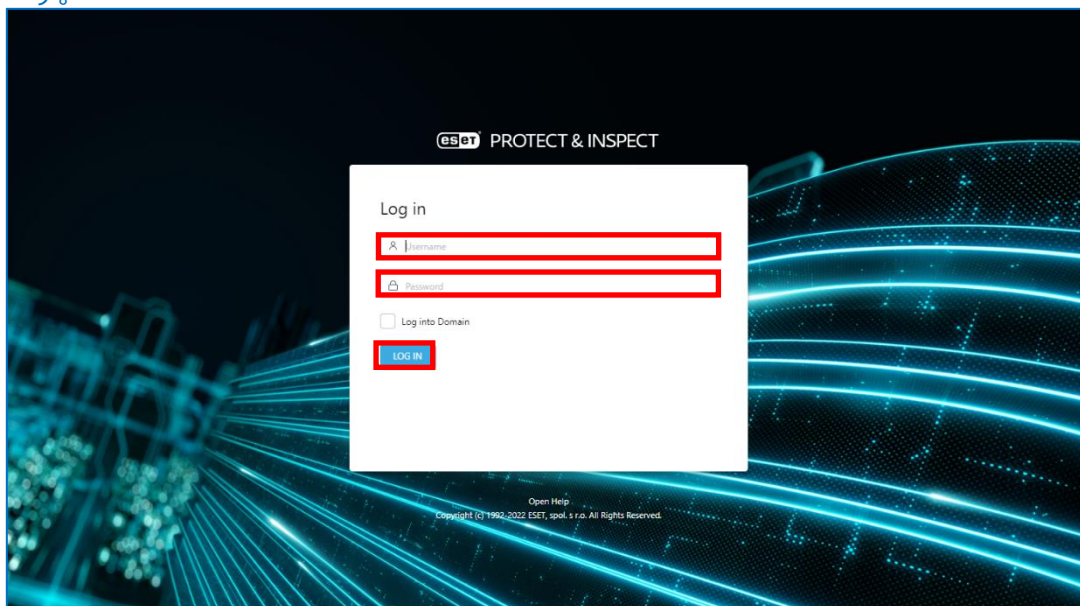 す。
eset PROTECT & INSPECT
Log in
Username
Password
Log into Domain
LOG IN
Open Help
Copyright (c) 1992-2022 ESET, spol. s r.o. All Rights Reserved.